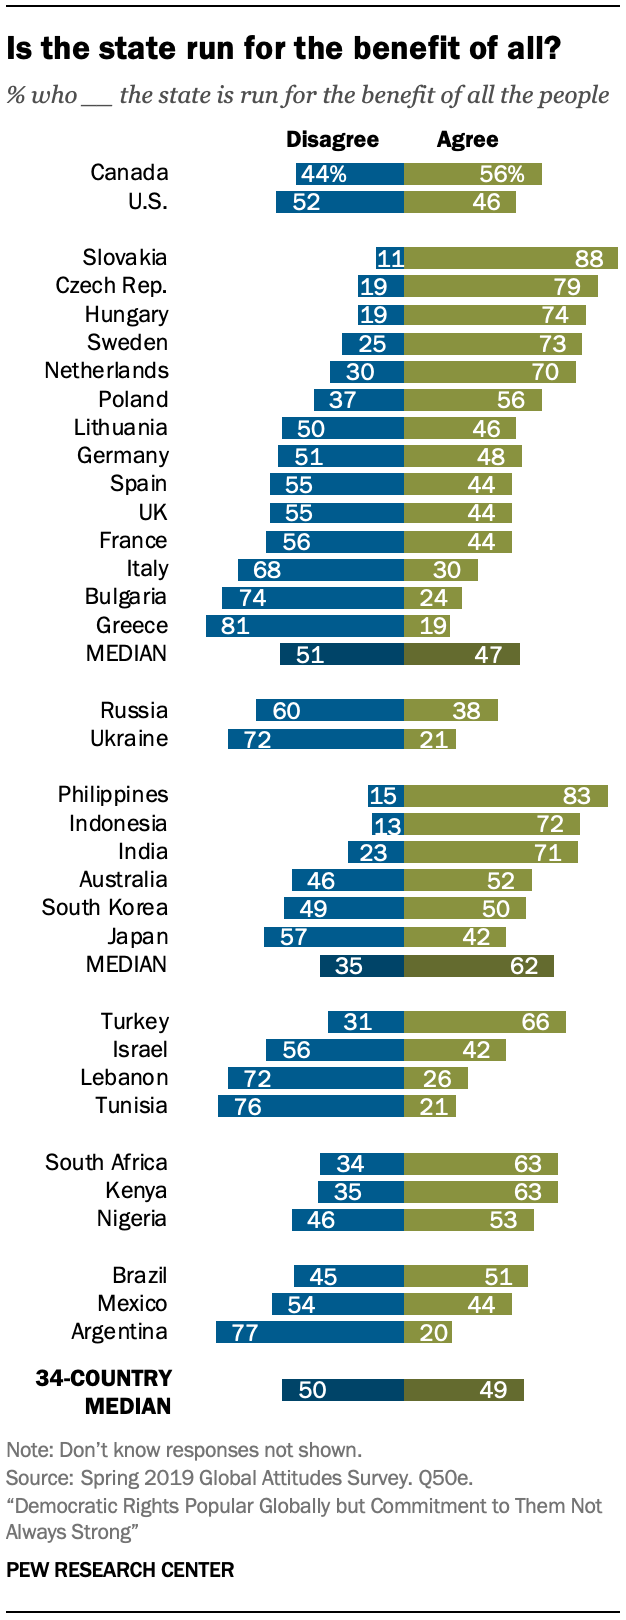 Is the state run for the benefit of all?
% who __ the state is run for the benefit of all the people
Disagree Agree
Canada 44% 56%
U.S. 52 46
Slovakia 11 88
Czech Rep. 19 79
Hungary 19 74
Sweden 25 73
Netherlands 30 70
Poland 37 56
Lithuania 50 46
Germany 51 48
Spain 55 44
UK 55 44
France 56 44
Italy 68 30
Bulgaria 74 24
Greece 81 19
MEDIAN 51 47
Russia 60 38
Ukraine 72 21
Philippines 15 83
Indonesia 13 72
India 23 71
Australia 46 52
South Korea 49 50
Japan 57 42
MEDIAN 35 62
Turkey 31 66
Israel 56 42
Lebanon 72 26
Tunisia 76 21
South Africa 34 63
Kenya 35 63
Nigeria 46 53
Brazil 45 51
Mexico 54 44
Argentina 77 20
34-COUNTRY
MEDIAN 50 49
Note: Don’t know responses not shown.
Source: Spring 2019 Global Attitudes Survey. Q50e.
“Democratic Rights Popular Globally but Commitment to Them Not
Always Strong”
PEW RESEARCH CENTER